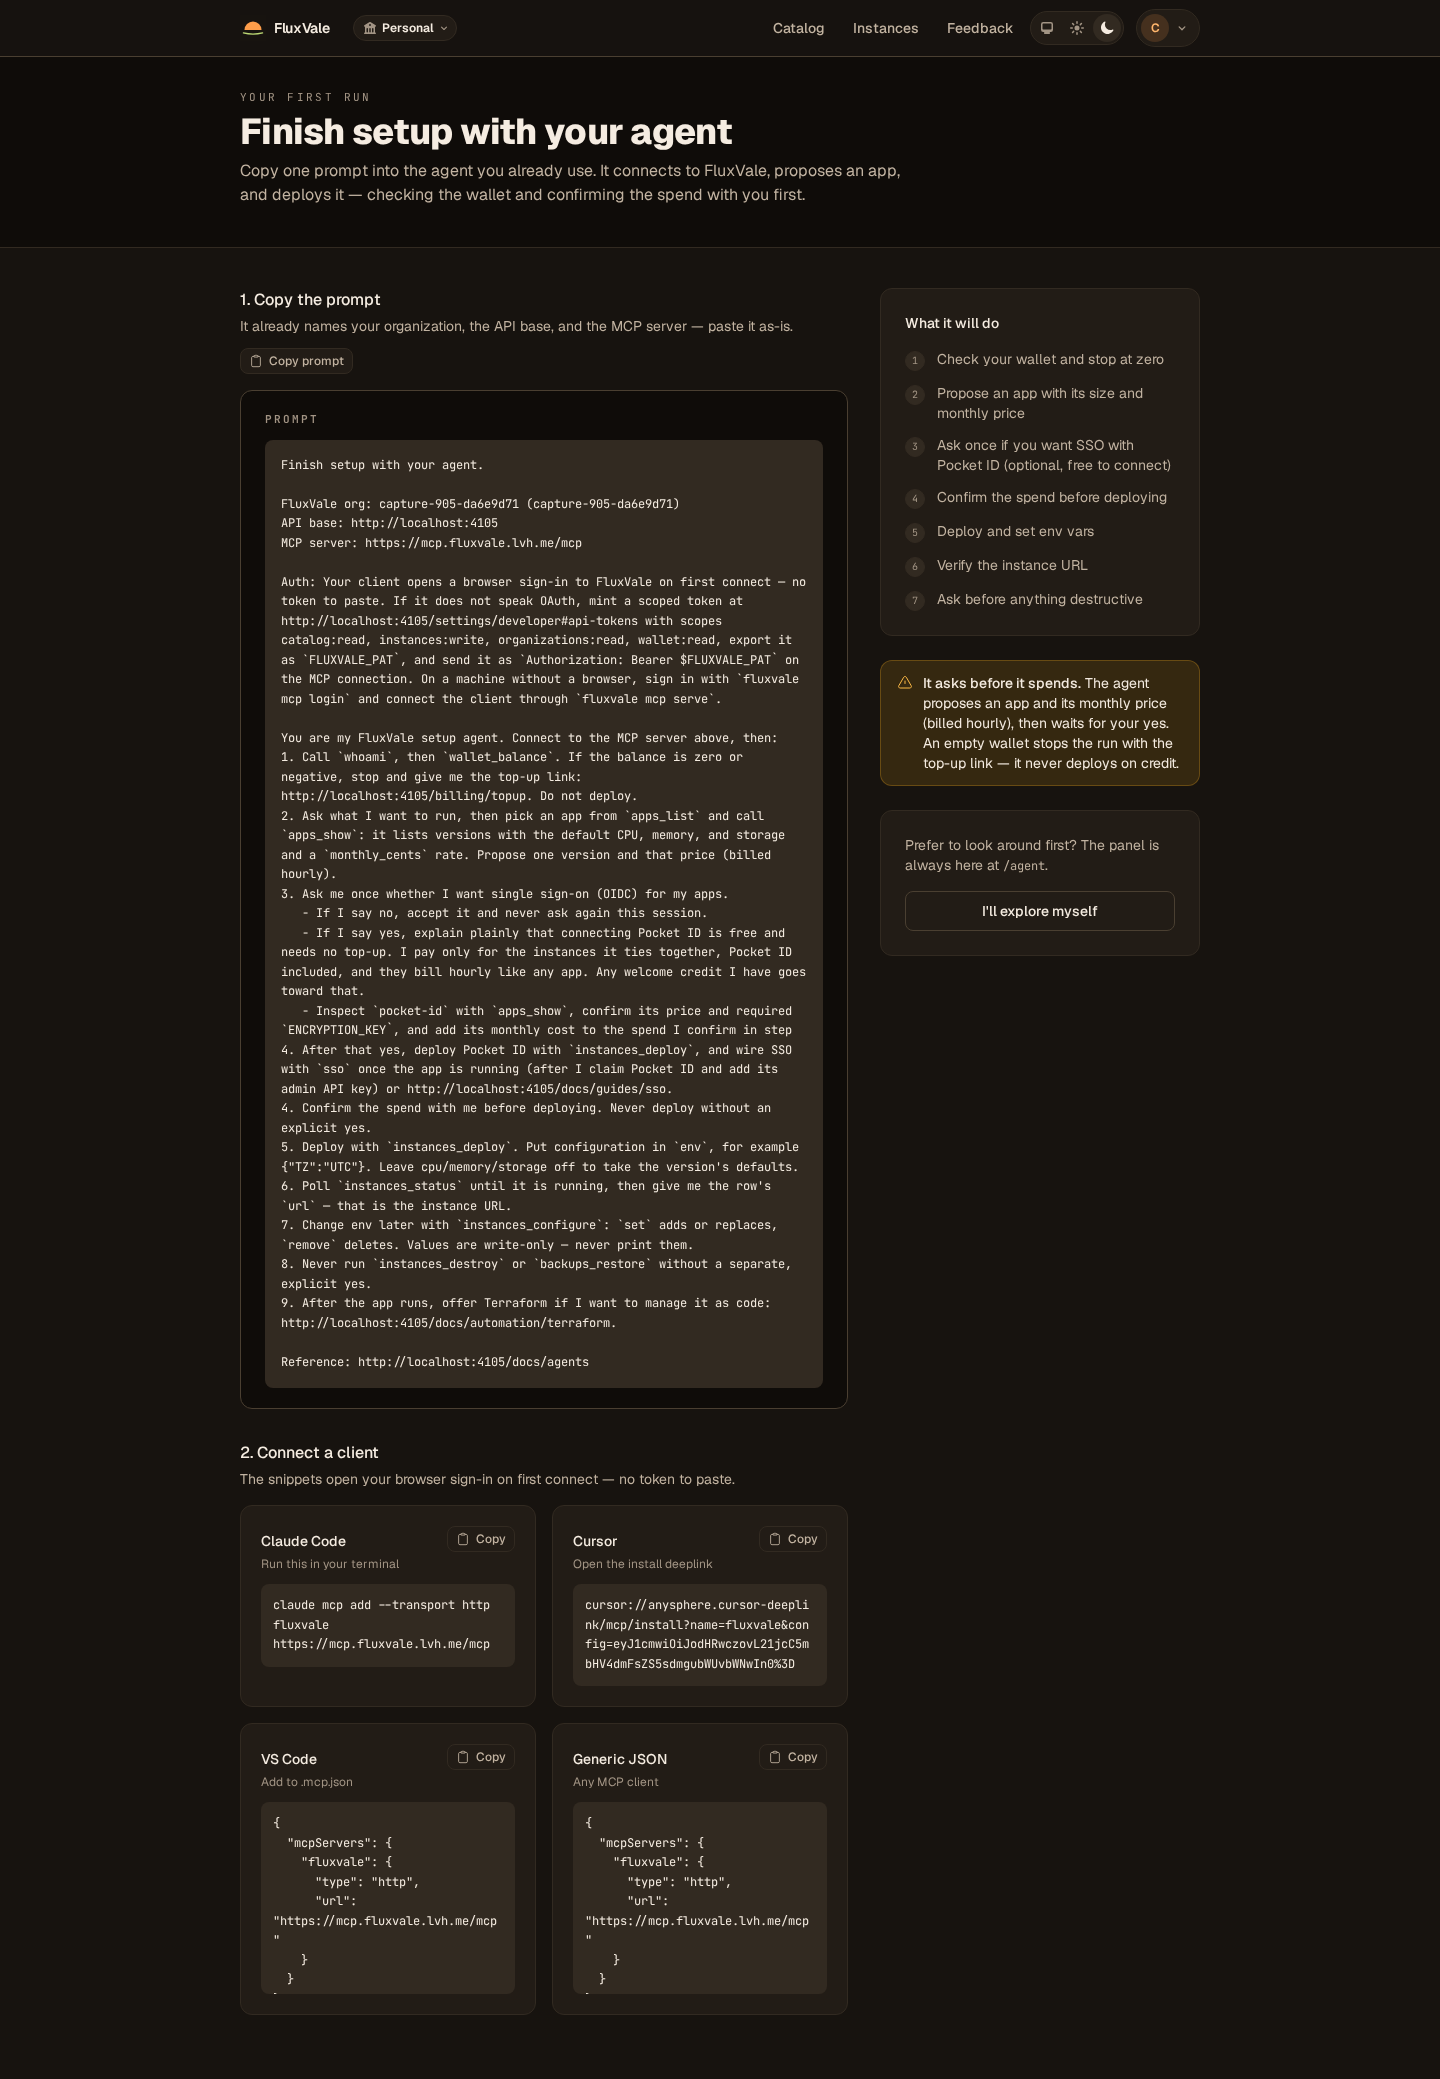 FluxVale
Personal
Catalog
Instances
Feedback
C
YOUR FIRST RUN
Finish setup with your agent
Copy one prompt into the agent you already use. It connects to FluxVale, proposes an app,
and deploys it — checking the wallet and confirming the spend with you first.
1. Copy the prompt
It already names your organization, the API base, and the MCP server — paste it as-is.
Copy prompt
PROMPT
Finish setup with your agent.
FluxVale org: capture-905-da6e9d71 (capture-905-da6e9d71)
API base: http://localhost:4105
MCP server: https://mcp.fluxvale.lvh.me/mcp
Auth: Your client opens a browser sign-in to FluxVale on first connect — no
token to paste. If it does not speak OAuth, mint a scoped token at
http://localhost:4105/settings/developer#api-tokens with scopes
catalog:read, instances:write, organizations:read, wallet:read, export it
as `FLUXVALE_PAT`, and send it as `Authorization: Bearer $FLUXVALE_PAT` on
the MCP connection. On a machine without a browser, sign in with `fluxvale
mcp login` and connect the client through `fluxvale mcp serve`.
You are my FluxVale setup agent. Connect to the MCP server above, then:
1. Call `whoami`, then `wallet_balance`. If the balance is zero or
negative, stop and give me the top-up link:
http://localhost:4105/billing/topup. Do not deploy.
2. Ask what I want to run, then pick an app from `apps_list` and call
`apps_show`: it lists versions with the default CPU, memory, and storage
and a `monthly_cents` rate. Propose one version and that price (billed
hourly).
3. Ask me once whether I want single sign-on (OIDC) for my apps.
- If I say no, accept it and never ask again this session.
- If I say yes, explain plainly that connecting Pocket ID is free and
needs no top-up. I pay only for the instances it ties together, Pocket ID
included, and they bill hourly like any app. Any welcome credit I have goes
toward that.
- Inspect `pocket-id` with `apps_show`, confirm its price and required
`ENCRYPTION_KEY`, and add its monthly cost to the spend I confirm in step
4. After that yes, deploy Pocket ID with `instances_deploy`, and wire SSO
with `sso` once the app is running (after I claim Pocket ID and add its
admin API key) or http://localhost:4105/docs/guides/sso.
4. Confirm the spend with me before deploying. Never deploy without an
explicit yes.
5. Deploy with `instances_deploy`. Put configuration in `env`, for example
{"TZ":"UTC"}. Leave cpu/memory/storage off to take the version's defaults.
6. Poll `instances_status` until it is running, then give me the row's
`url` — that is the instance URL.
7. Change env later with `instances_configure`: `set` adds or replaces,
`remove` deletes. Values are write-only — never print them.
8. Never run `instances_destroy` or `backups_restore` without a separate,
explicit yes.
9. After the app runs, offer Terraform if I want to manage it as code:
http://localhost:4105/docs/automation/terraform.
Reference: http://localhost:4105/docs/agents
What it will do
1 Check your wallet and stop at zero
2 Propose an app with its size and
monthly price
3 Ask once if you want SSO with
Pocket ID (optional, free to connect)
4 Confirm the spend before deploying
5 Deploy and set env vars
6 Verify the instance URL
7 Ask before anything destructive
It asks before it spends. The agent
proposes an app and its monthly price
(billed hourly), then waits for your yes.
An empty wallet stops the run with the
top-up link — it never deploys on credit.
Prefer to look around first? The panel is
always here at /agent.
I'll explore myself
2. Connect a client
The snippets open your browser sign-in on first connect — no token to paste.
Claude Code
Copy
Run this in your terminal
claude mcp add --transport http
fluxvale
https://mcp.fluxvale.lvh.me/mcp
Cursor
Copy
Open the install deeplink
cursor://anysphere.cursor-deepli
nk/mcp/install?name=fluxvale&con
fig=eyJ1cmwiOiJodHRwczovL21jcC5m
bHV4dmFsZS5sdmgubWUvbWNwIn0%3D
VS Code
Copy
Add to .mcp.json
{
"mcpServers": {
"fluxvale": {
"type": "http",
"url":
"https://mcp.fluxvale.lvh.me/mcp
"
}
}
Generic JSON
Copy
Any MCP client
{
"mcpServers": {
"fluxvale": {
"type": "http",
"url":
"https://mcp.fluxvale.lvh.me/mcp
"
}
}